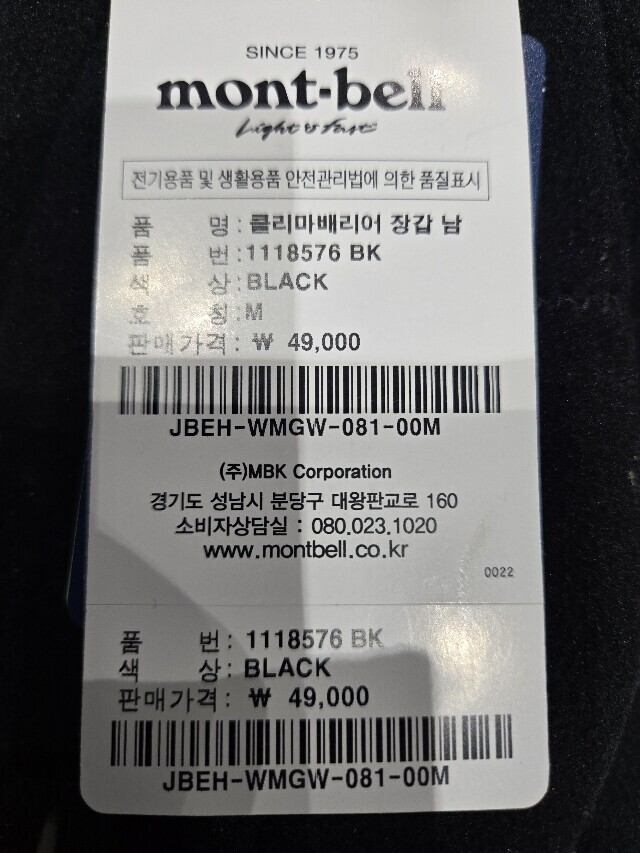 SINCE 1975
mont-bell
Light & Fast
전기용품 및 생활용품 안전관리법에 의한 품질표시
품 명 : 클리마배리어 장갑 남
품 번 : 1118576 BK
색 상 : BLACK
호 칭 : M
판매가격 : ₩ 49,000
JBEH-WMGW-081-00M
(주)MBK Corporation
경기도 성남시 분당구 대왕판교로 160
소비자상담실 : 080.023.1020
www.montbell.co.kr
0022
품 번 : 1118576 BK
색 상 : BLACK
판매가격 : ₩ 49,000
JBEH-WMGW-081-00M